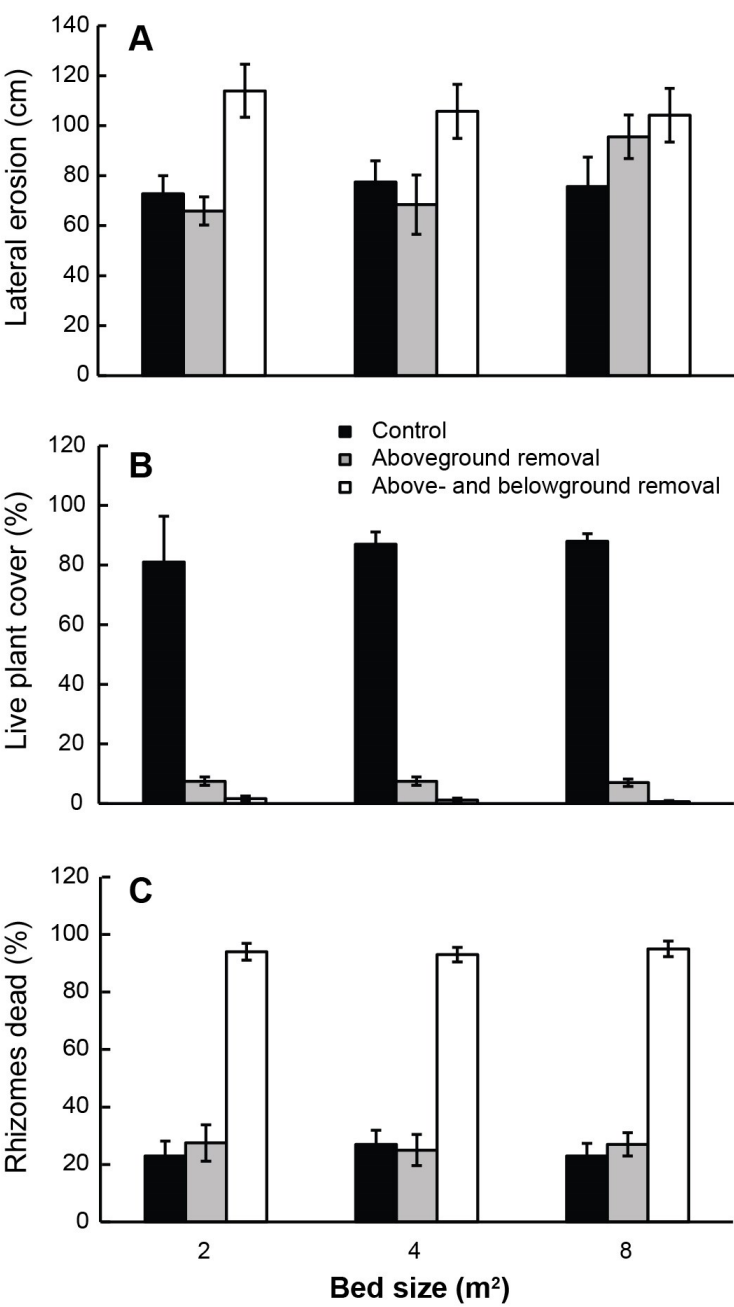 A
Lateral erosion (cm)
140
120
100
80
60
40
20
0
B
Control
Aboveground removal
Above- and belowground removal
Live plant cover (%)
120
100
80
60
40
20
0
C
Rhizomes dead (%)
120
100
80
60
40
20
0
2 4 8
Bed size (m²)